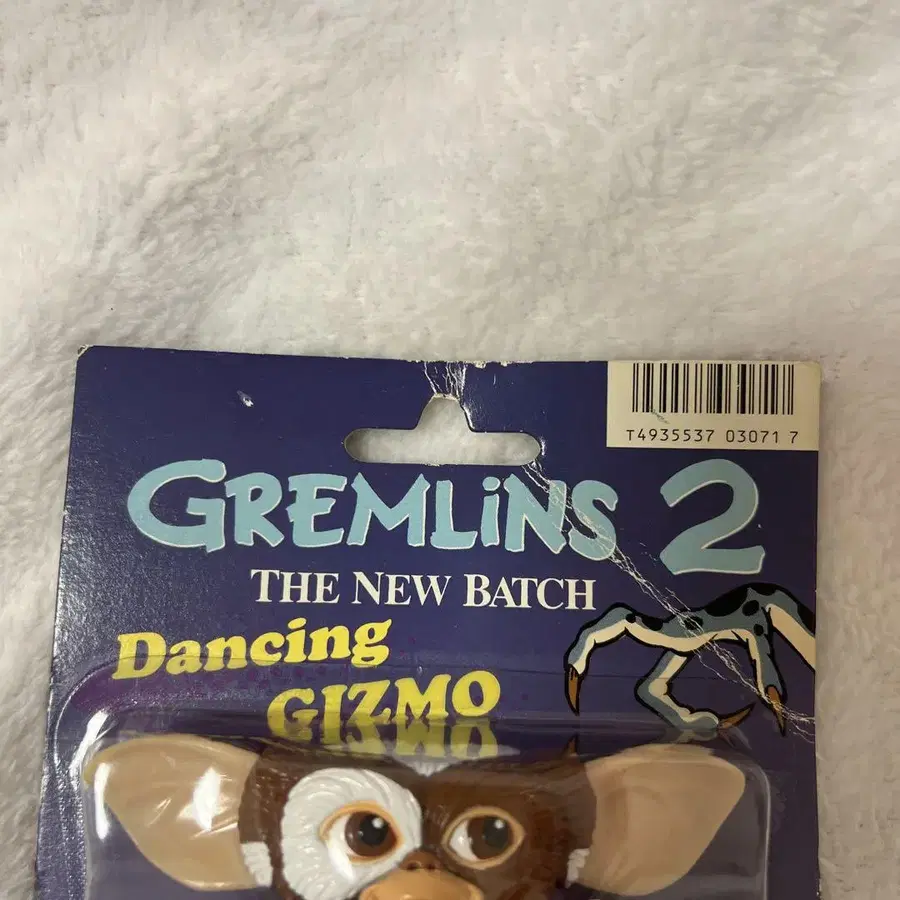 T4935537 03071 7
GREMLiNS 2
THE NEW BATCH
Dancing
GIZMO